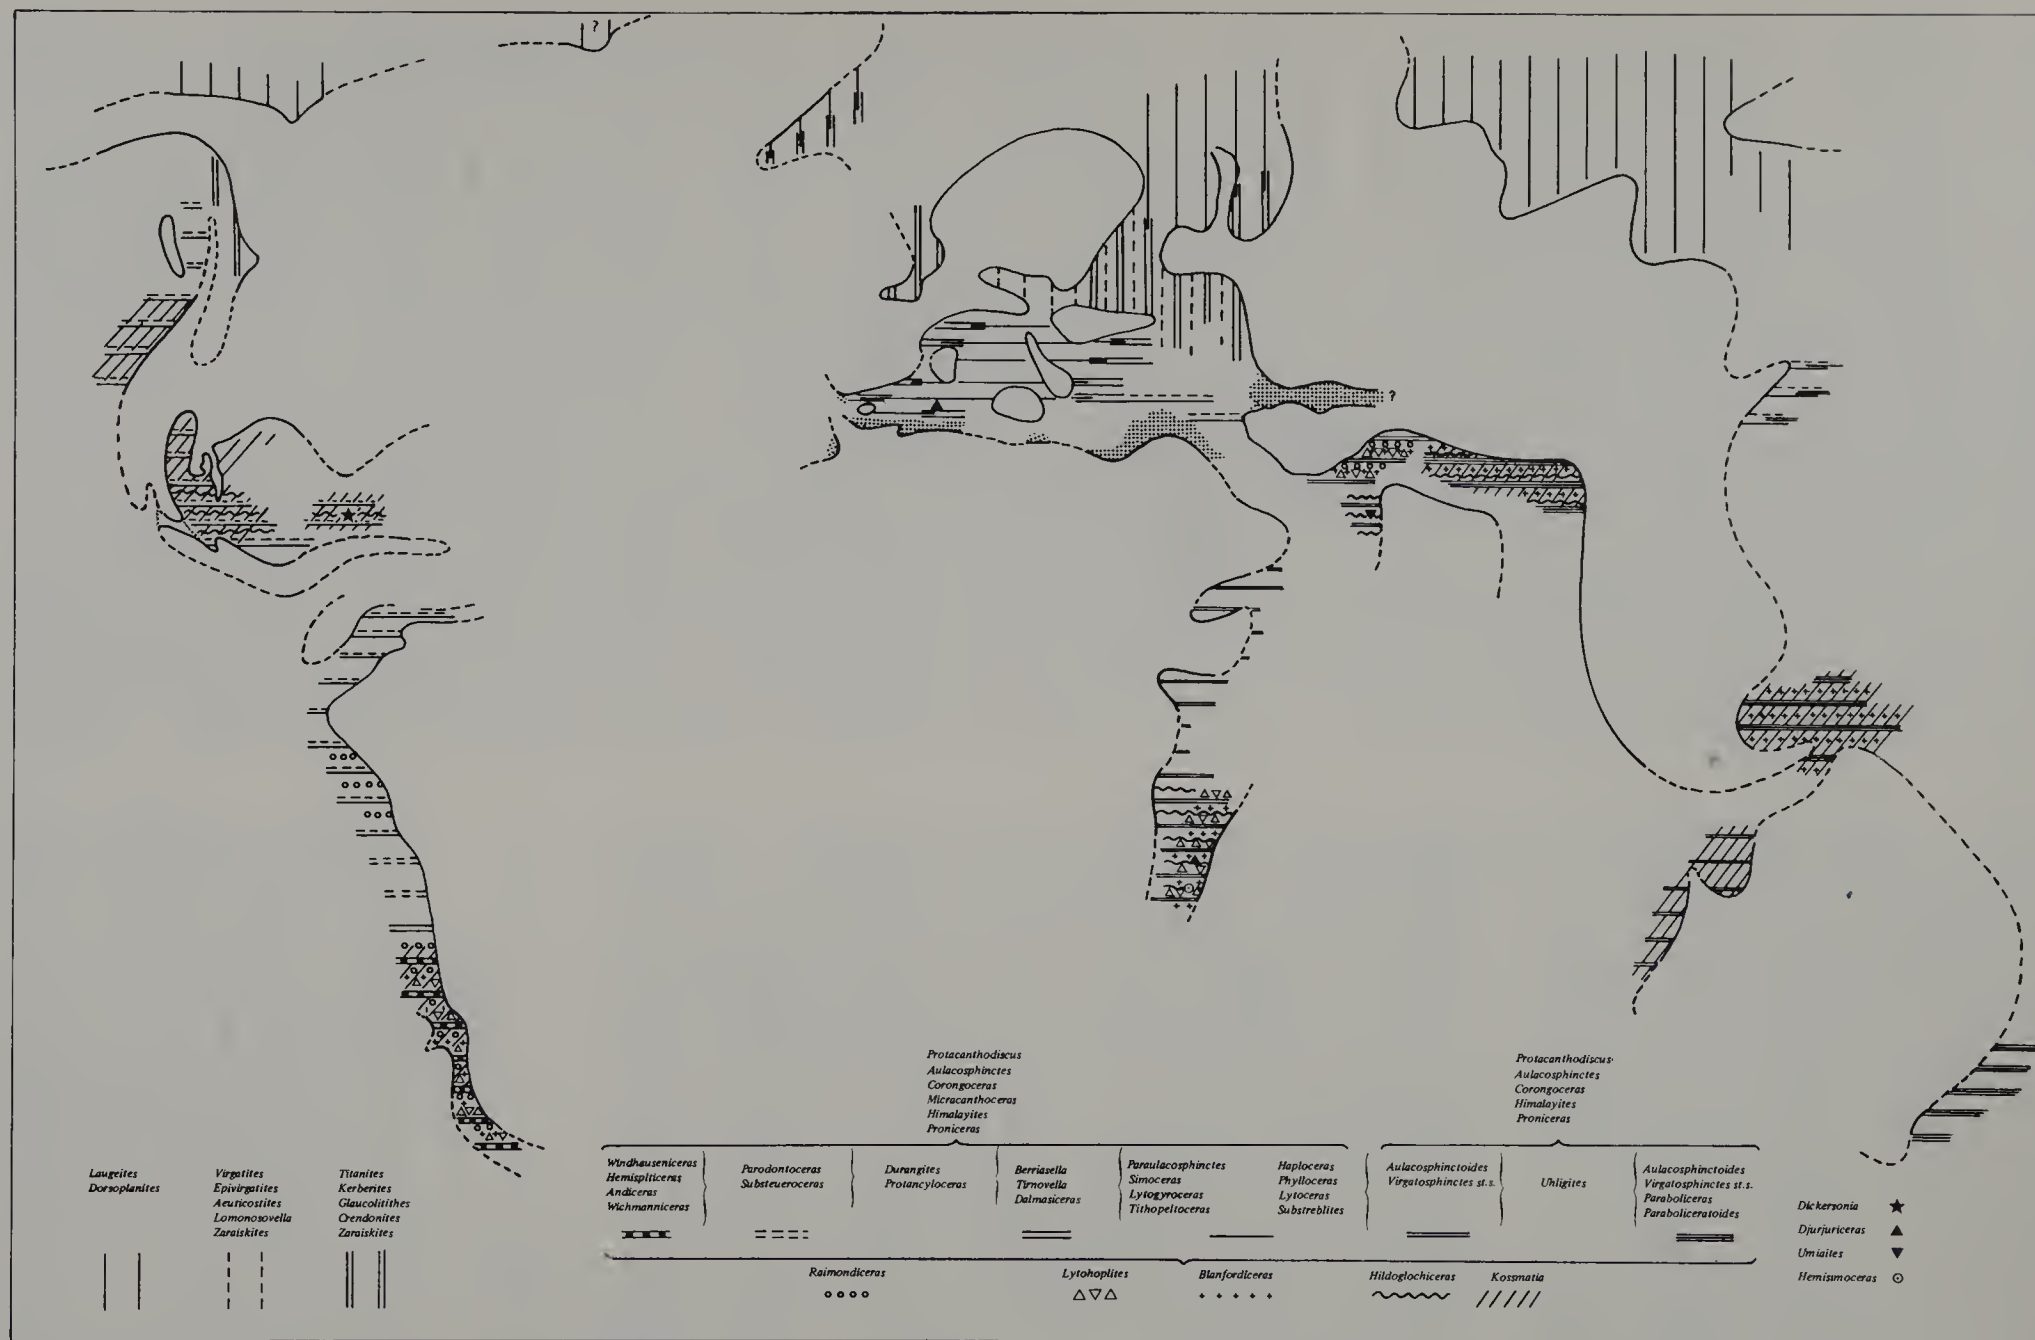 ?
?
Protacanthodiscus
Aulacosphinctes
Corongoceras
Micracanthoceras
Himalayites
Proniceras
Protacanthodiscus
Aulacosphinctes
Corongoceras
Himalayites
Proniceras
Laugeites
Dorsoplanites
Virgatites
Epivirgatites
Aeuticostites
Lomonosovella
Zaraiskites
Titanites
Kerberites
Glaucolitithes
Crendonites
Zaraiskites
Windhauseniceras
Hemispliticeras
Andiceras
Wichmanniceras
Parodontoceras
Substeueroceras
Durangites
Protancyloceras
Berriasella
Tirnovella
Dalmasiceras
Paraulacosphinctes
Simoceras
Lytogyroceras
Tithopeltoceras
Haploceras
Phylloceras
Lytoceras
Substreblites
Aulacosphinctoides
Virgatosphinctes st.s.
Uhligites
Aulacosphinctoides
Virgatosphinctes st.s.
Paraboliceras
Paraboliceratoides
Raimondiceras
Lytohoplites
Blanfordiceras
Hildoglochiceras
Kossmatia
Dickersonia
Djurjuriceras
Umiaites
Hemisimoceras